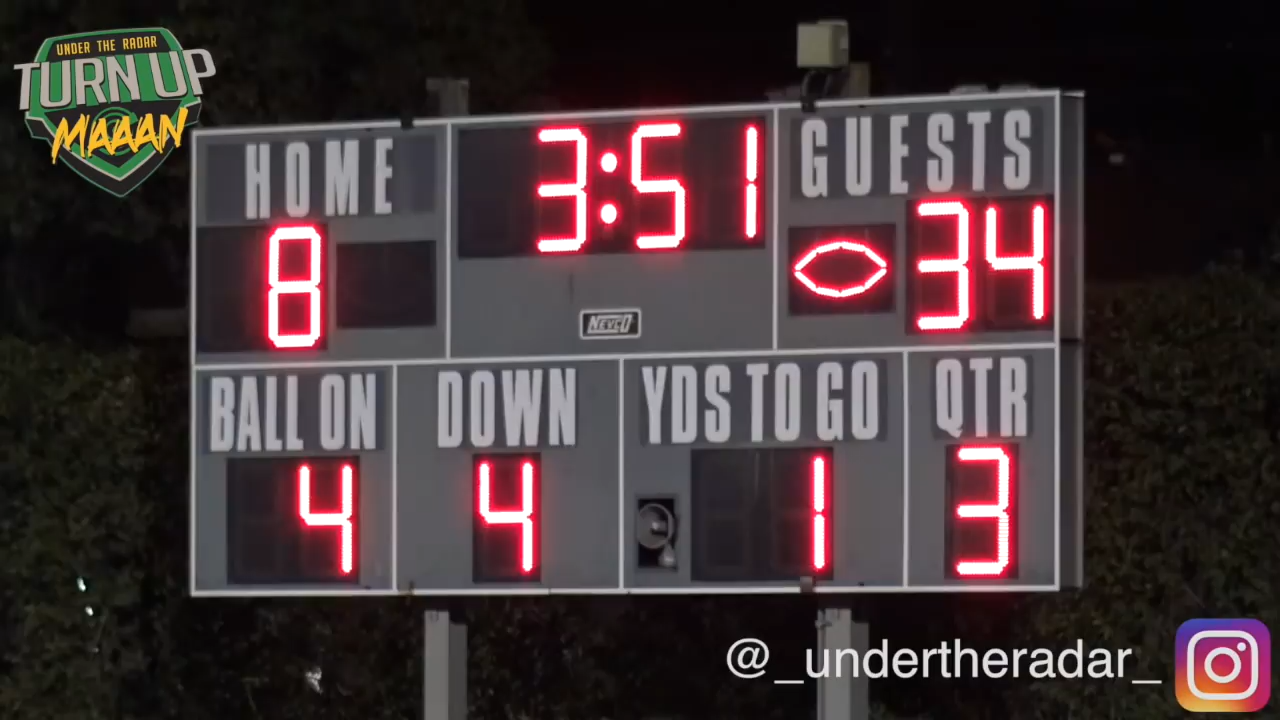 UNDER THE RADAR
TURN UP
MAAAN
HOME
3:51
GUESTS
8
34
NEVCO
BALL ON
DOWN
YDS TO GO
QTR
4
4
1
3
@_undertheradar_